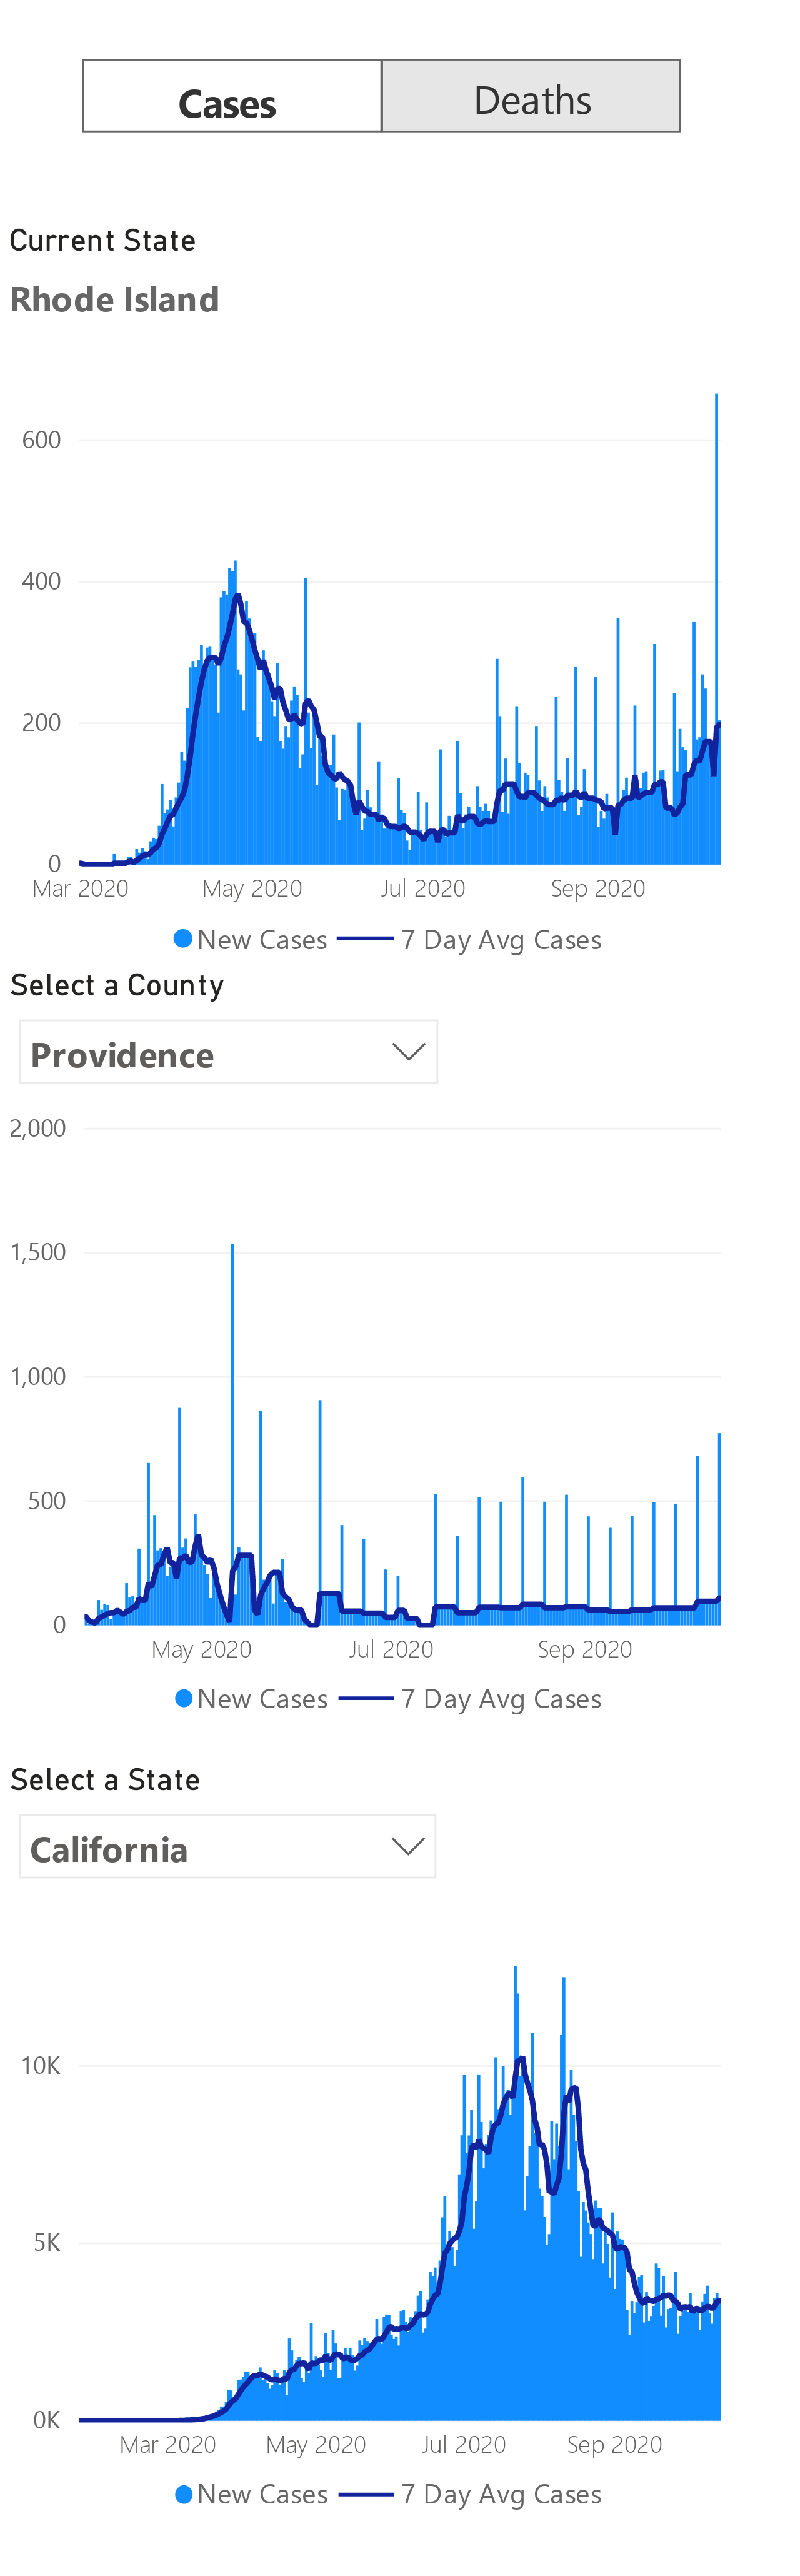 Cases Deaths
Current State
Rhode Island
600
400
200
0
Mar 2020 May 2020 Jul 2020 Sep 2020
New Cases 7 Day Avg Cases
Select a County
Providence
2,000
1,500
1,000
500
0
May 2020 Jul 2020 Sep 2020
New Cases 7 Day Avg Cases
Select a State
California
10K
5K
0K
Mar 2020 May 2020 Jul 2020 Sep 2020
New Cases 7 Day Avg Cases